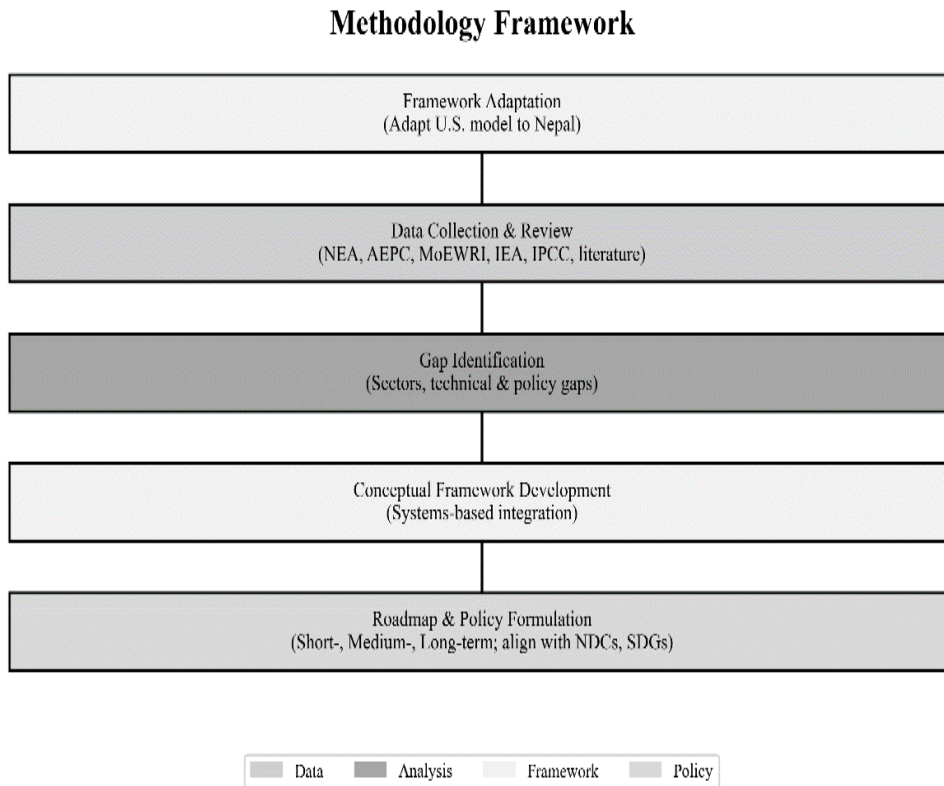 Methodology Framework
Framework Adaptation
(Adapt U.S. model to Nepal)
Data Collection & Review
(NEA, AEPC, MoEWRI, IEA, IPCC, literature)
Gap Identification
(Sectors, technical & policy gaps)
Conceptual Framework Development
(Systems-based integration)
Roadmap & Policy Formulation
(Short-, Medium-, Long-term; align with NDCs, SDGs)
Data Analysis Framework Policy